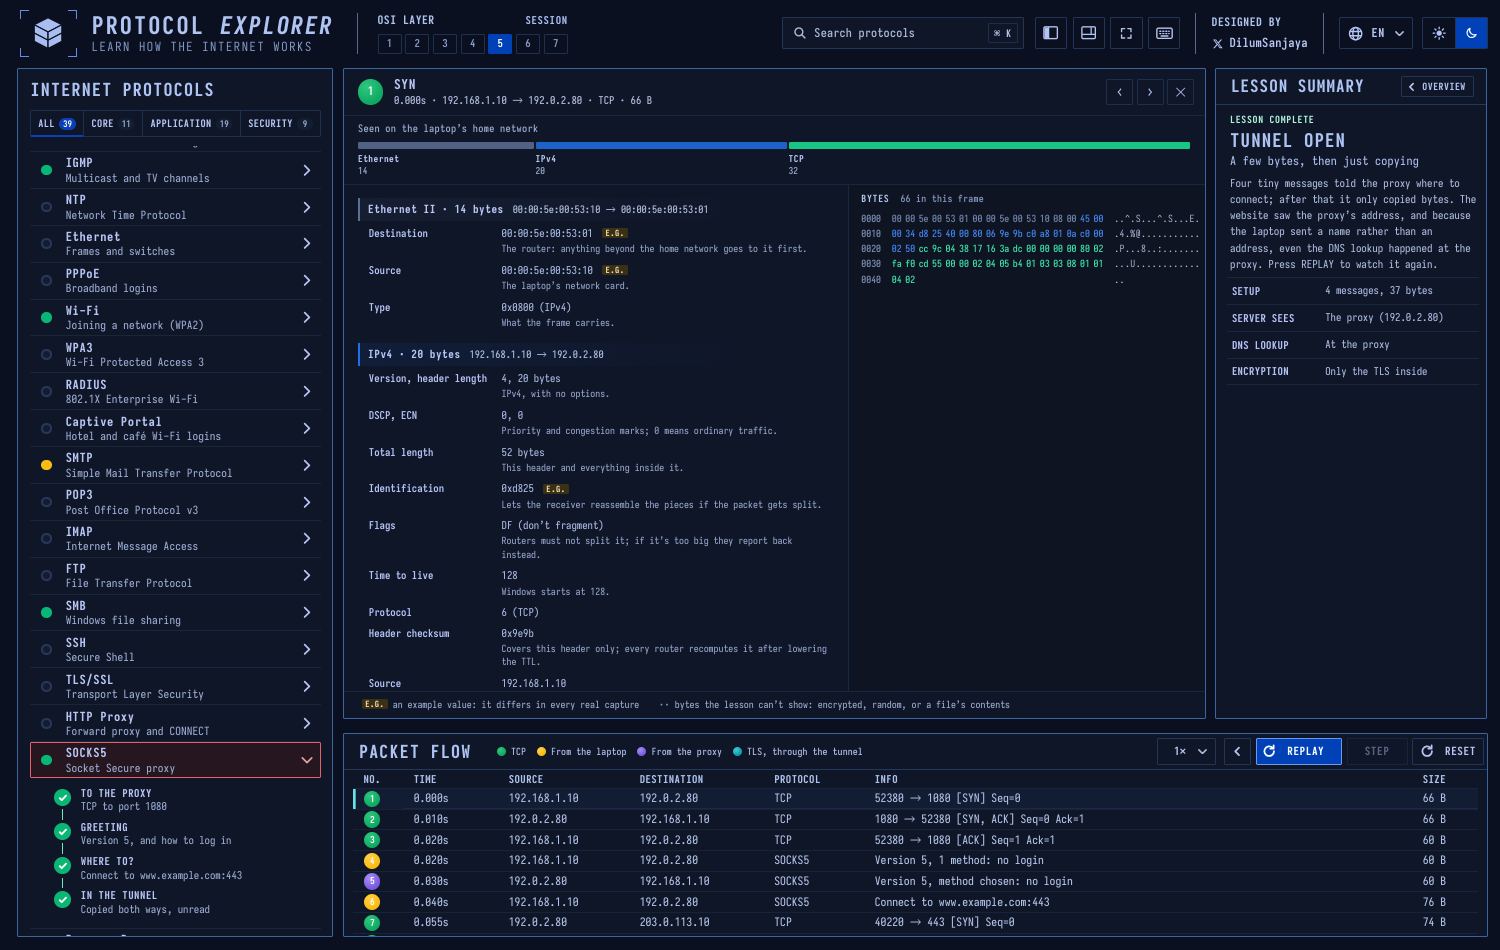 PROTOCOL EXPLORER
LEARN HOW THE INTERNET WORKS
OSI LAYER SESSION
1 2 3 4 5 6 7
Search protocols ⌘ K
DESIGNED BY
DilumSanjaya
EN
INTERNET PROTOCOLS
ALL 39 CORE 11 APPLICATION 19 SECURITY 9
IGMP
Multicast and TV channels
NTP
Network Time Protocol
Ethernet
Frames and switches
PPPoE
Broadband logins
Wi-Fi
Joining a network (WPA2)
WPA3
Wi-Fi Protected Access 3
RADIUS
802.1X Enterprise Wi-Fi
Captive Portal
Hotel and café Wi-Fi logins
SMTP
Simple Mail Transfer Protocol
POP3
Post Office Protocol v3
IMAP
Internet Message Access
FTP
File Transfer Protocol
SMB
Windows file sharing
SSH
Secure Shell
TLS/SSL
Transport Layer Security
HTTP Proxy
Forward proxy and CONNECT
SOCKS5
Socket Secure proxy
TO THE PROXY
TCP to port 1080
GREETING
Version 5, and how to log in
WHERE TO?
Connect to www.example.com:443
IN THE TUNNEL
Copied both ways, unread
1 SYN
0.000s · 192.168.1.10 → 192.0.2.80 · TCP · 66 B
Seen on the laptop's home network
Ethernet IPv4 TCP
14 20 32
Ethernet II · 14 bytes 00:00:5e:00:53:10 → 00:00:5e:00:53:01
Destination 00:00:5e:00:53:01 E.G.
The router: anything beyond the home network goes to it first.
Source 00:00:5e:00:53:10 E.G.
The laptop's network card.
Type 0x0800 (IPv4)
What the frame carries.
IPv4 · 20 bytes 192.168.1.10 → 192.0.2.80
Version, header length 4, 20 bytes
IPv4, with no options.
DSCP, ECN 0, 0
Priority and congestion marks; 0 means ordinary traffic.
Total length 52 bytes
This header and everything inside it.
Identification 0xd825 E.G.
Lets the receiver reassemble the pieces if the packet gets split.
Flags DF (don't fragment)
Routers must not split it; if it's too big they report back
instead.
Time to live 128
Windows starts at 128.
Protocol 6 (TCP)
Header checksum 0x9e9b
Covers this header only; every router recomputes it after lowering
the TTL.
Source 192.168.1.10
BYTES 66 in this frame
0000 00 00 5e 00 53 01 00 00 5e 00 53 10 08 00 45 00 ..^.S...^.S...E.
0010 00 34 d8 25 40 00 80 06 9e 9b c0 a8 01 0a c0 00 .4.%@...........
0020 02 50 cc 9c 04 38 17 16 3a dc 00 00 00 00 80 02 .P...8..:.......
0030 fa f0 cd 55 00 00 02 04 05 b4 01 03 03 08 01 01 ...U............
0040 04 02 ..
E.G. an example value: it differs in every real capture ·· bytes the lesson can't show: encrypted, random, or a file's contents
LESSON SUMMARY OVERVIEW
LESSON COMPLETE
TUNNEL OPEN
A few bytes, then just copying
Four tiny messages told the proxy where to
connect; after that it only copied bytes. The
website saw the proxy's address, and because
the laptop sent a name rather than an
address, even the DNS lookup happened at the
proxy. Press REPLAY to watch it again.
SETUP 4 messages, 37 bytes
SERVER SEES The proxy (192.0.2.80)
DNS LOOKUP At the proxy
ENCRYPTION Only the TLS inside
PACKET FLOW TCP From the laptop From the proxy TLS, through the tunnel 1× REPLAY STEP RESET
NO. TIME SOURCE DESTINATION PROTOCOL INFO SIZE
1 0.000s 192.168.1.10 192.0.2.80 TCP 52380 → 1080 [SYN] Seq=0 66 B
2 0.010s 192.0.2.80 192.168.1.10 TCP 1080 → 52380 [SYN, ACK] Seq=0 Ack=1 66 B
3 0.020s 192.168.1.10 192.0.2.80 TCP 52380 → 1080 [ACK] Seq=1 Ack=1 60 B
4 0.020s 192.168.1.10 192.0.2.80 SOCKS5 Version 5, 1 method: no login 60 B
5 0.030s 192.0.2.80 192.168.1.10 SOCKS5 Version 5, method chosen: no login 60 B
6 0.040s 192.168.1.10 192.0.2.80 SOCKS5 Connect to www.example.com:443 76 B
7 0.055s 192.0.2.80 203.0.113.10 TCP 40220 → 443 [SYN] Seq=0 74 B